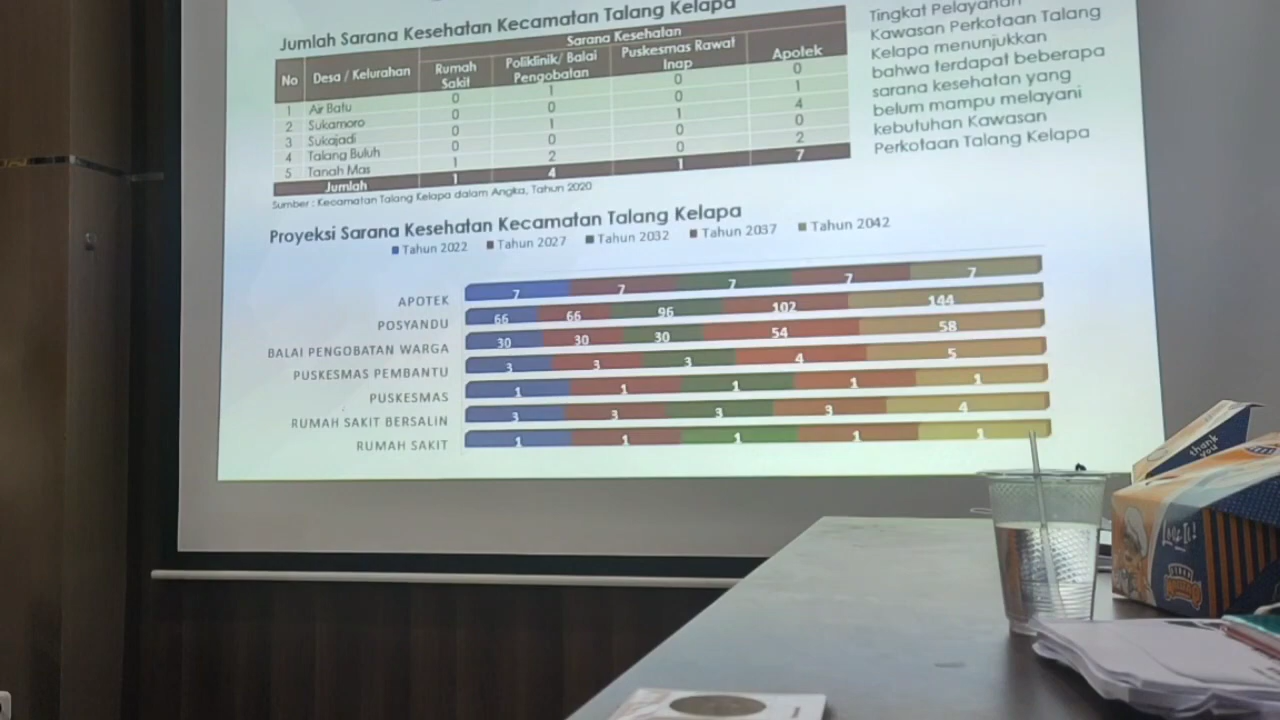 Jumlah Sarana Kesehatan Kecamatan Talang Kelapa
No Desa / Kelurahan Sarana Kesehatan
Rumah Sakit Poliklinik/ Balai Pengobatan Puskesmas Rawat Inap Apotek
1 Air Batu 0 1 0 0
2 Sukamoro 0 0 0 1
3 Sukajadi 0 1 1 4
4 Talang Buluh 0 0 0 0
5 Tanah Mas 1 2 0 2
Jumlah 1 4 1 7
Sumber : Kecamatan Talang Kelapa dalam Angka, Tahun 2020
Tingkat Pelayanan
Kawasan Perkotaan Talang
Kelapa menunjukkan
bahwa terdapat beberapa
sarana kesehatan yang
belum mampu melayani
kebutuhan Kawasan
Perkotaan Talang Kelapa
Proyeksi Sarana Kesehatan Kecamatan Talang Kelapa
Tahun 2022 Tahun 2027 Tahun 2032 Tahun 2037 Tahun 2042
APOTEK 7 7 7 7 7
POSYANDU 66 66 96 102 144
BALAI PENGOBATAN WARGA 30 30 30 54 58
PUSKESMAS PEMBANTU 3 3 3 4 5
PUSKESMAS 1 1 1 1 1
RUMAH SAKIT BERSALIN 3 3 3 3 4
RUMAH SAKIT 1 1 1 1 1
thank
you